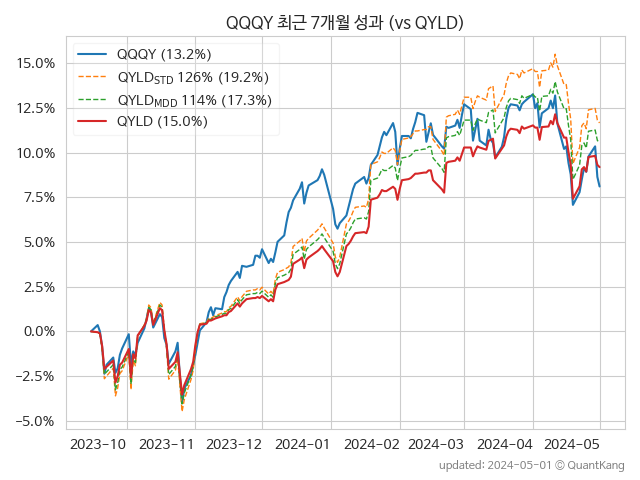 QQQY 최근 7개월 성과 (vs QYLD)
QQQY (13.2%)
QYLD_STD 126% (19.2%)
QYLD_MDD 114% (17.3%)
QYLD (15.0%)
15.0%
12.5%
10.0%
7.5%
5.0%
2.5%
0.0%
−2.5%
−5.0%
2023−10 2023−11 2023−12 2024−01 2024−02 2024−03 2024−04 2024−05
updated: 2024-05-01 © QuantKang